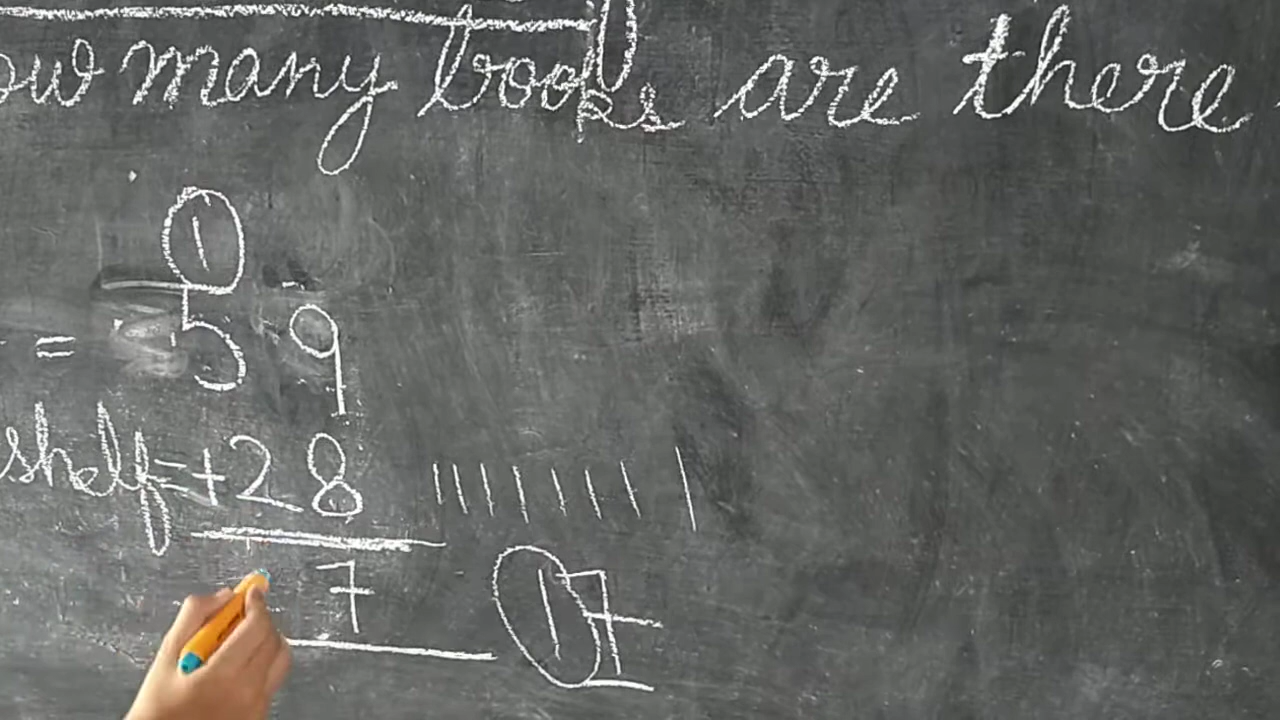 ow many books are there
1
= 59
shelf=+28
7 17